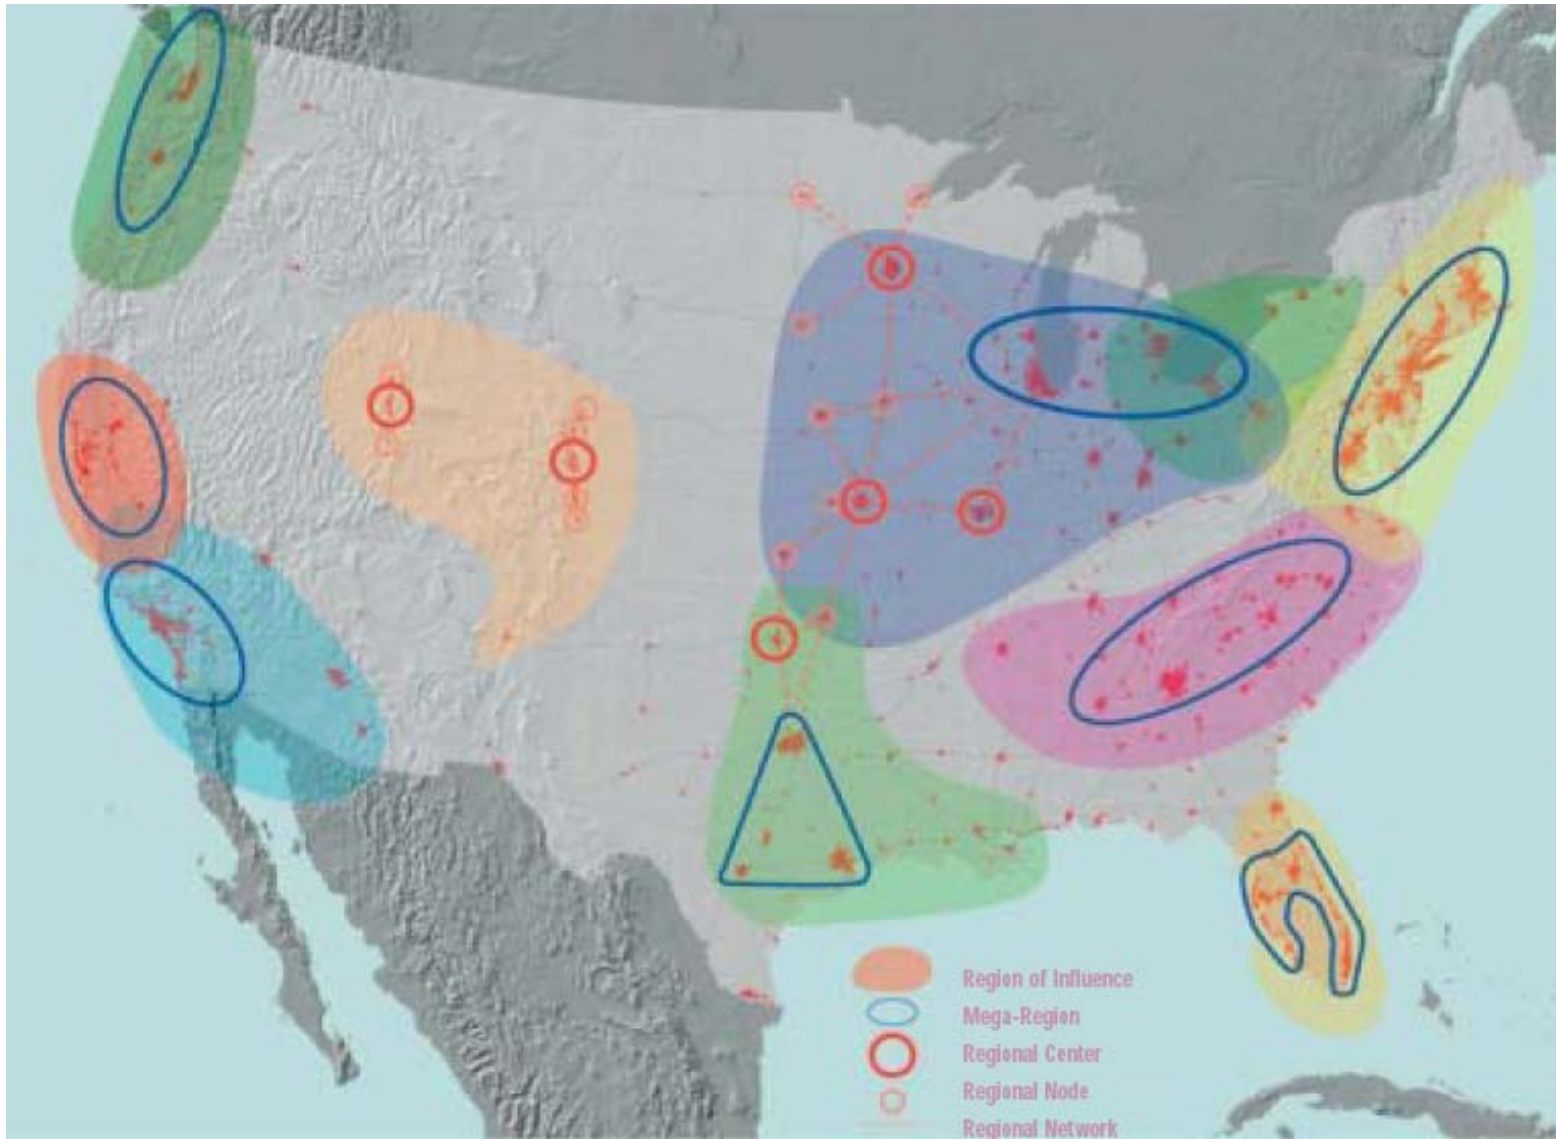 Region of Influence
Mega-Region
Regional Center
Regional Node
Regional Network